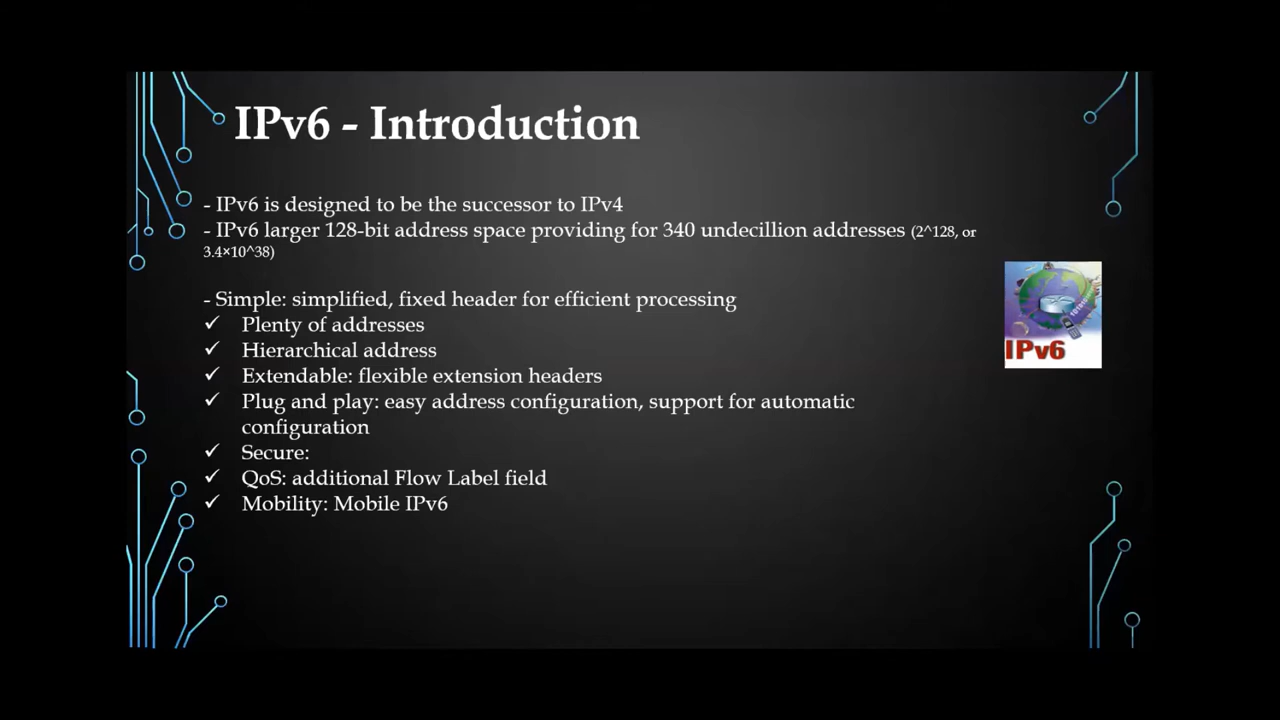 IPv6 - Introduction
- IPv6 is designed to be the successor to IPv4
- IPv6 larger 128-bit address space providing for 340 undecillion addresses (2^128, or
3.4×10^38)
- Simple: simplified, fixed header for efficient processing
✓ Plenty of addresses
✓ Hierarchical address
✓ Extendable: flexible extension headers
✓ Plug and play: easy address configuration, support for automatic
configuration
✓ Secure:
✓ QoS: additional Flow Label field
✓ Mobility: Mobile IPv6
IPv6